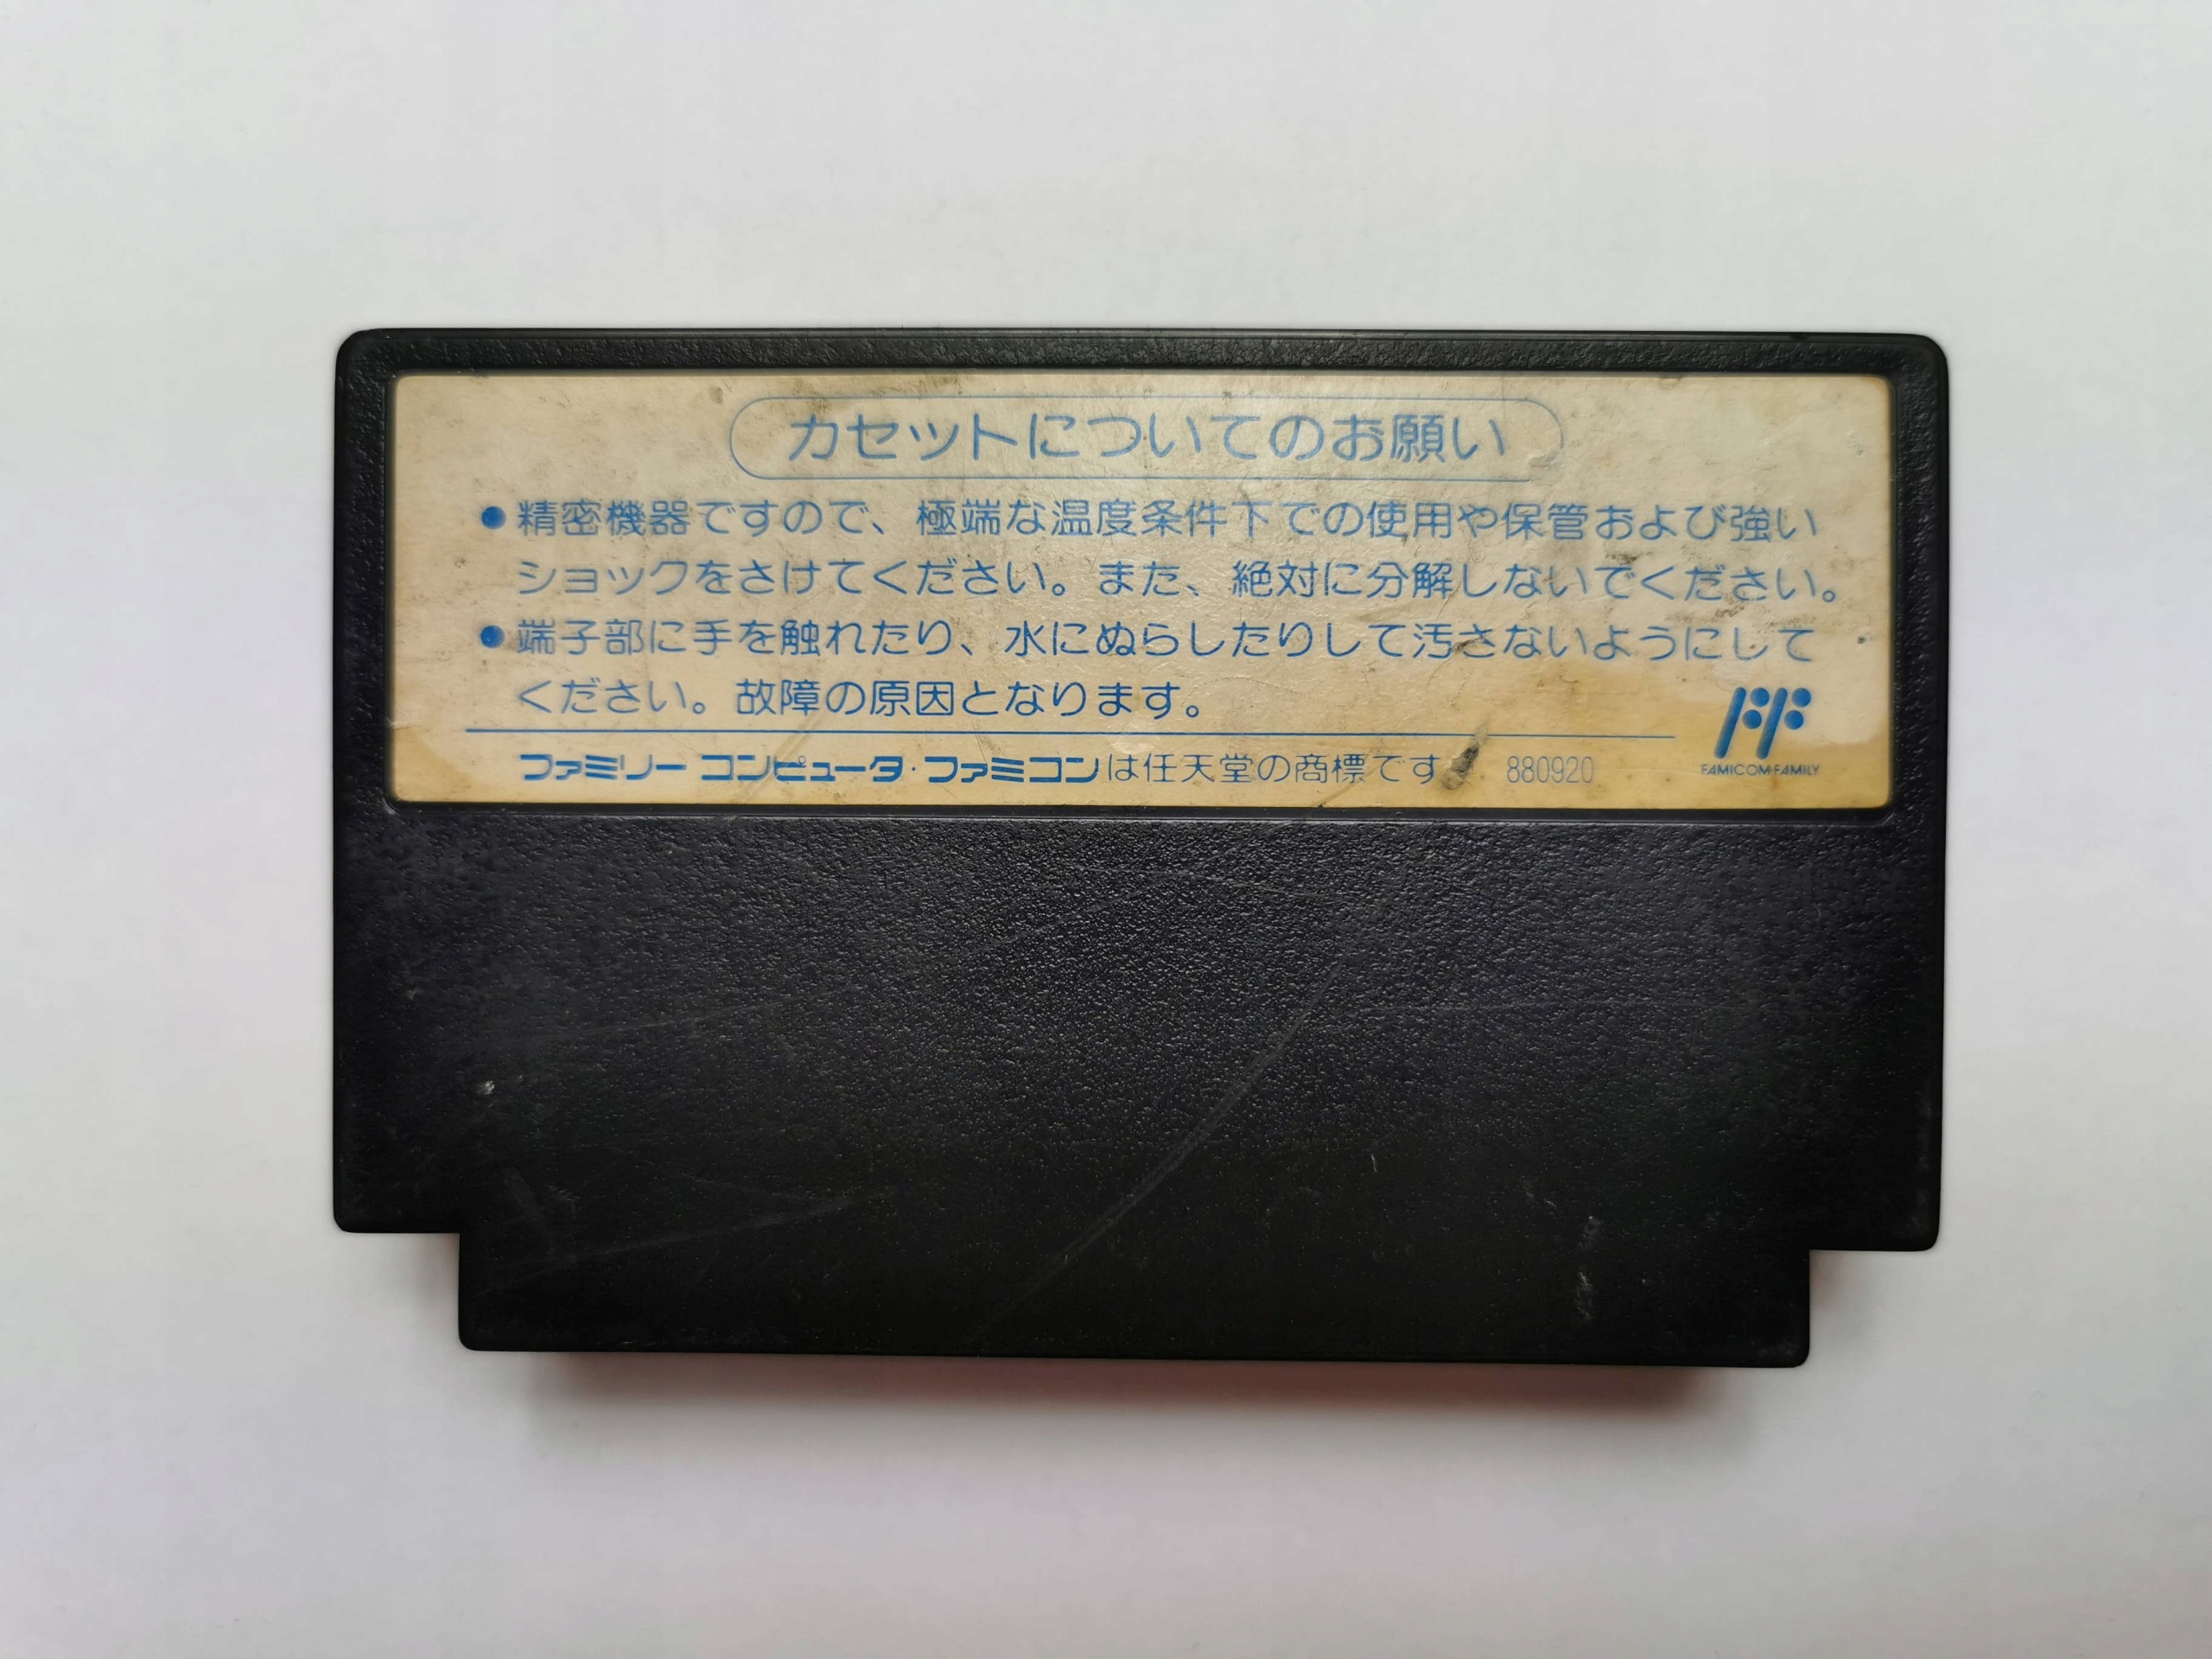 カセットについてのお願い
●精密機器ですので、極端な温度条件下での使用や保管および強い
ショックをさけてください。また、絶対に分解しないでください。
●端子部に手を触れたり、水にぬらしたりして汚さないようにして
ください。故障の原因となります。
ファミリー コンピュータ・ファミコンは任天堂の商標です 880920
FF
FAMICOM FAMILY